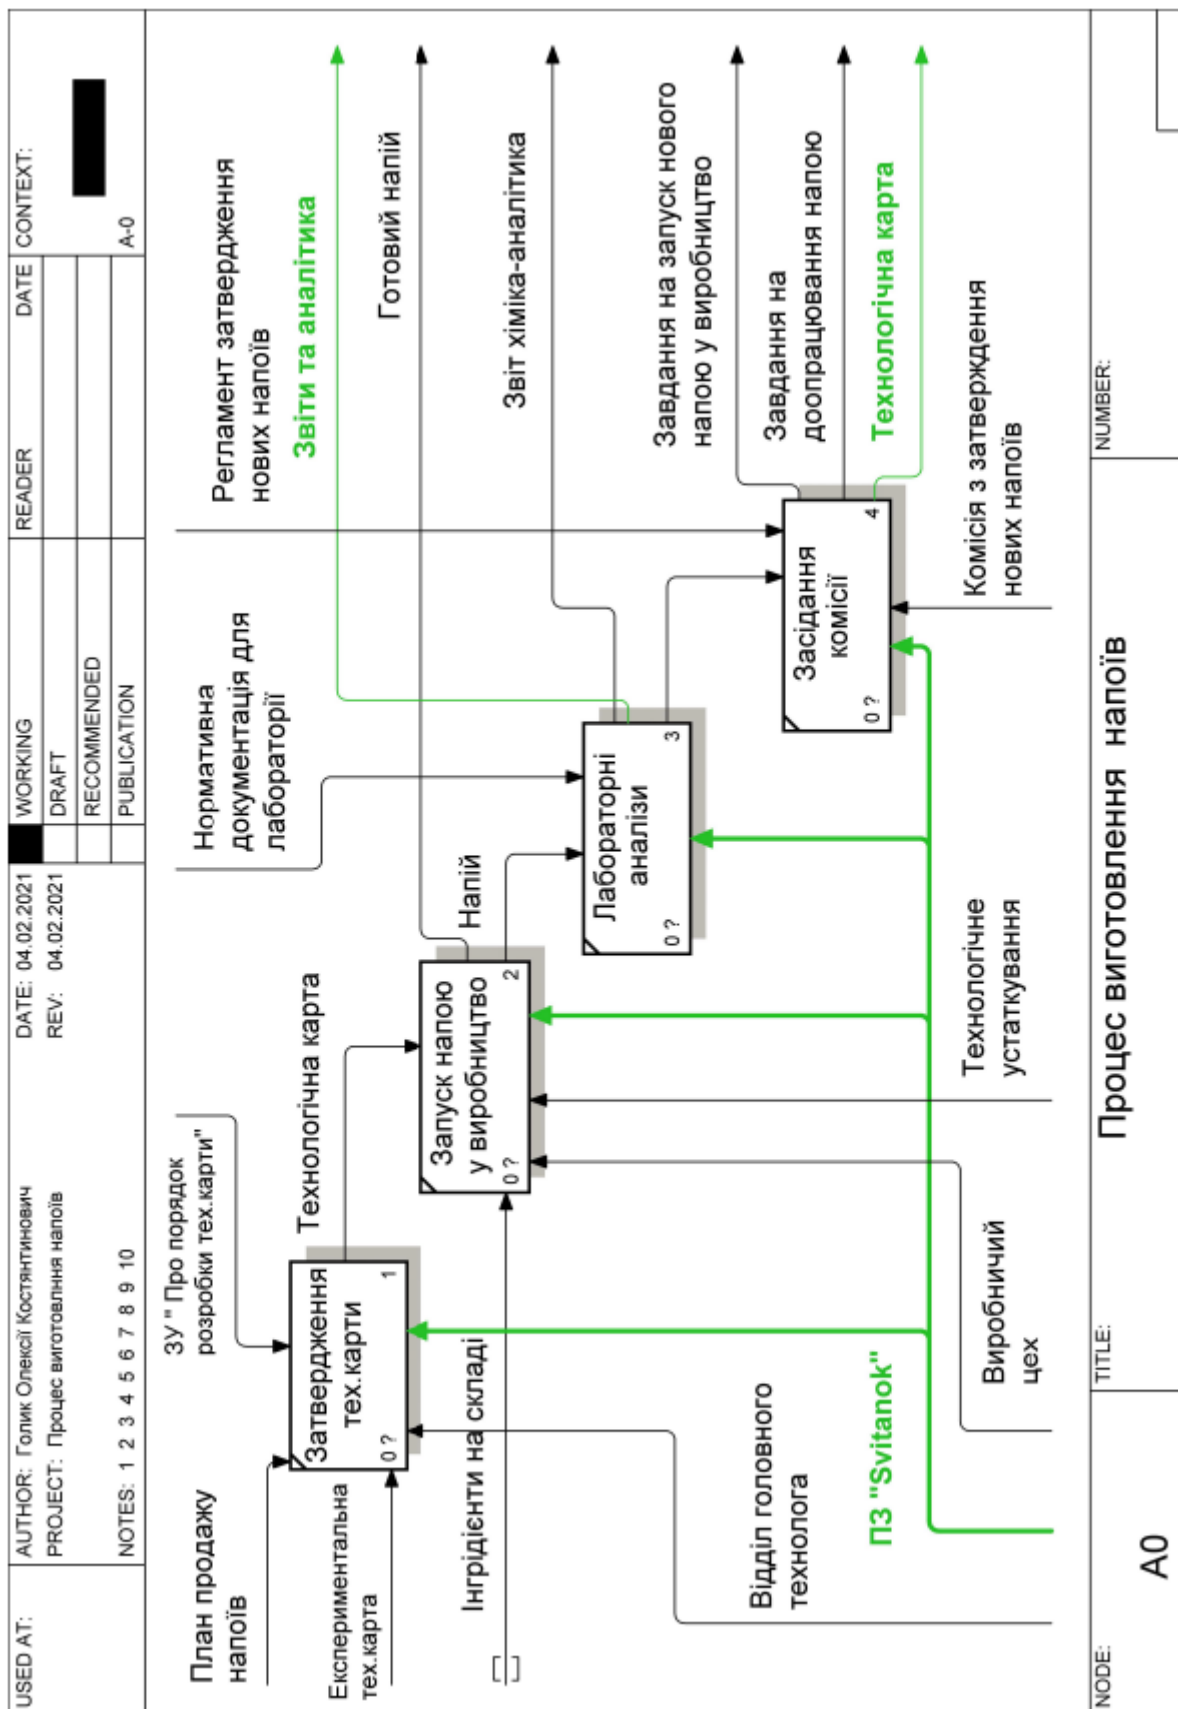 USED AT:
AUTHOR: Голик Олексїї Костянтинович
DATE: 04.02.2021
WORKING
READER
DATE
CONTEXT:
PROJECT: Процес виготовлння напоїв
REV: 04.02.2021
DRAFT
RECOMMENDED
NOTES: 1 2 3 4 5 6 7 8 9 10
PUBLICATION
A-0
План продажу
напоїв
Експериментальна
тех.карта
ЗУ " Про порядок
розробки тех.карти"
Нормативна
документація для
лабораторії
Регламент затвердження
нових напоїв
Звіти та аналітика
Готовий напій
Звіт хіміка-аналітика
Завдання на запуск нового
напою у виробництво
Завдання на
доопрацювання напою
Технологічна карта
Затвердження
тех.карти
0 ?
1
Технологічна карта
Інгрідієнти на складі
Запуск напою
у виробництво
0 ?
2
Напій
Лабораторні
аналізи
0 ?
3
Засідання
комісії
0 ?
4
Відділ головного
технолога
ПЗ "Svitanok"
Виробничий
цех
Технологічне
устаткування
Комісія з затверждення
нових напоїв
NODE:
A0
TITLE:
Процес виготовлення напоїв
NUMBER: